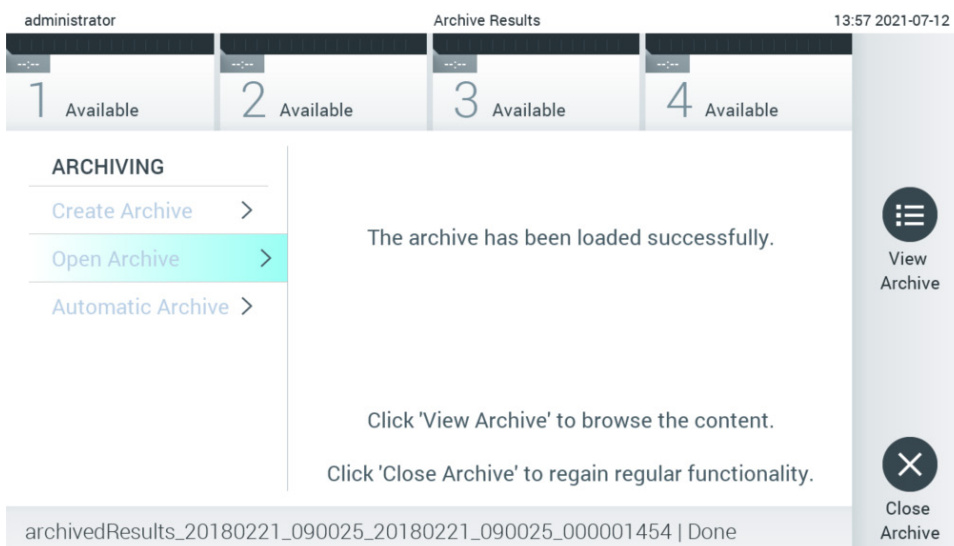 administrator Archive Results 13:57 2021-07-12
--:-- --:-- --:-- --:--
1 Available 2 Available 3 Available 4 Available
ARCHIVING
Create Archive
Open Archive
Automatic Archive
The archive has been loaded successfully.
Click 'View Archive' to browse the content.
Click 'Close Archive' to regain regular functionality.
View
Archive
Close
Archive
archivedResults_20180221_090025_20180221_090025_000001454 | Done